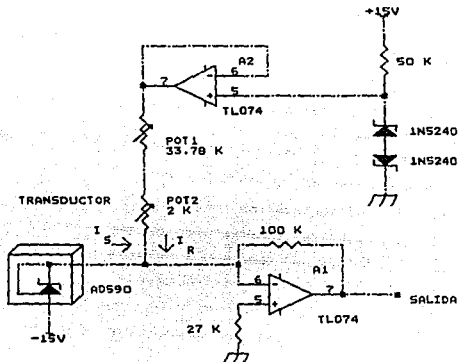 +15V
50 K
A2
6
7
5
TL074
1N5240
1N5240
POT1
33.78 K
TRANSDUCTOR
POT2
2 K
I S
I R
100 K
A1
AD590
6
7
5
SALIDA
TL074
-15V
27 K